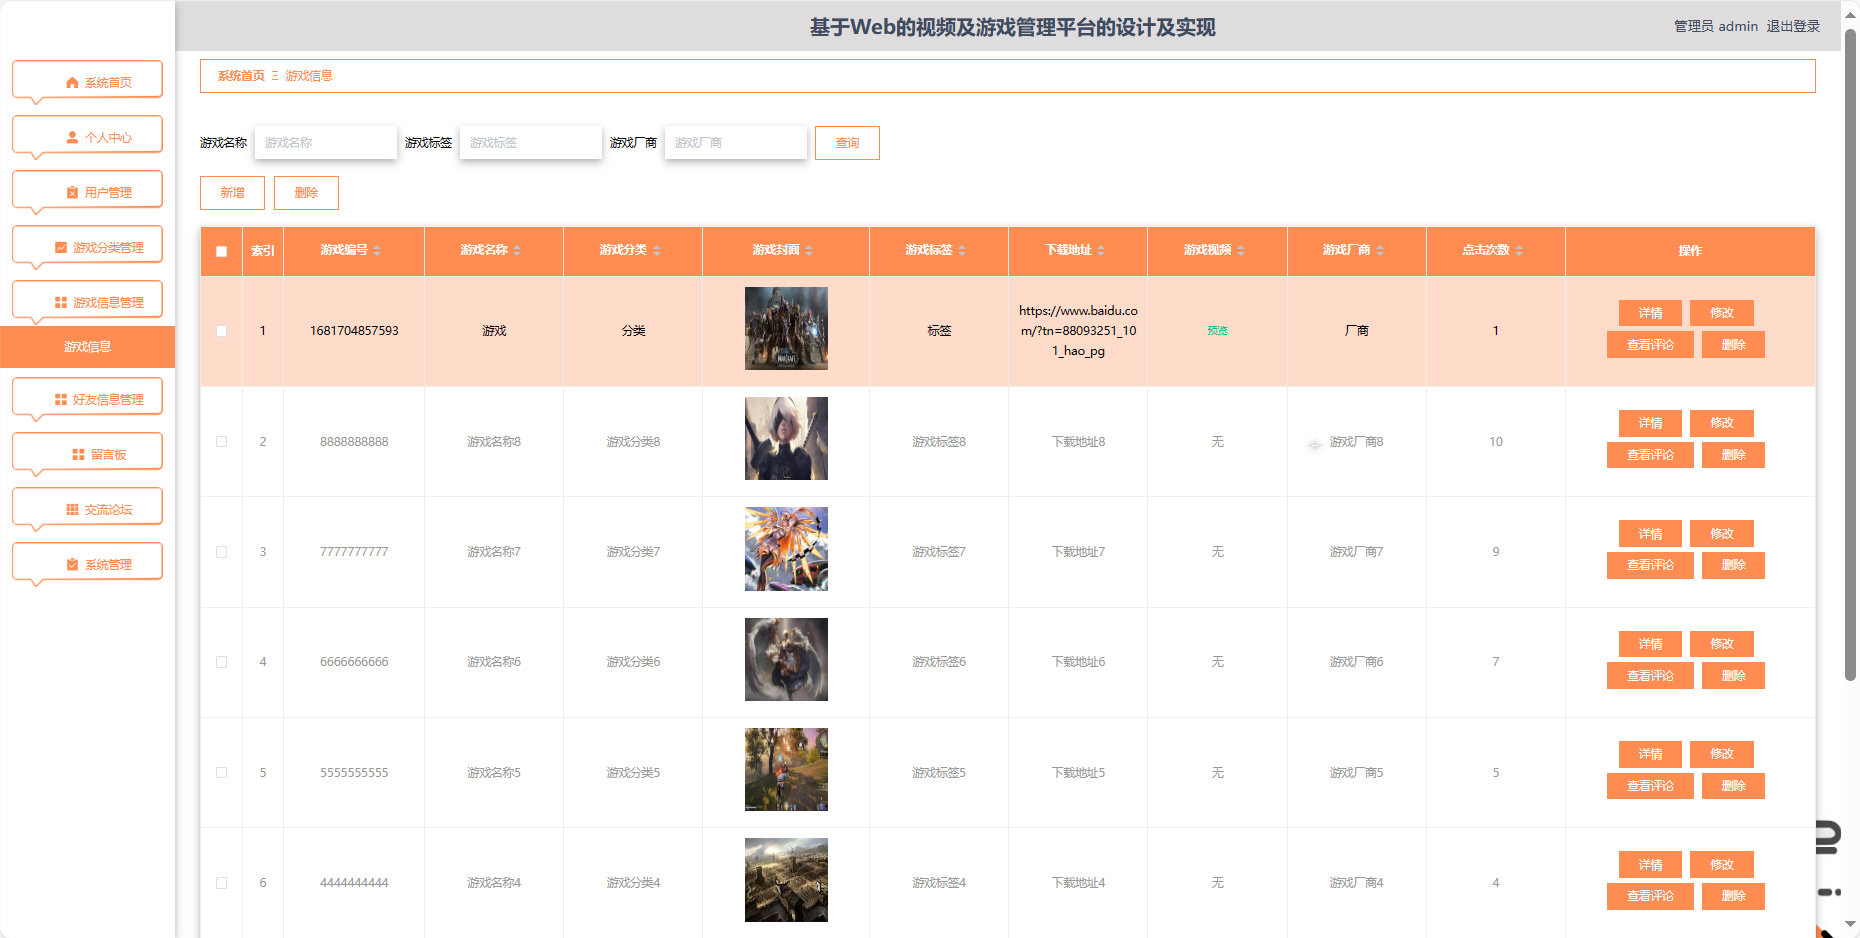 基于Web的视频及游戏管理平台的设计及实现
管理员 admin 退出登录
系统首页
个人中心
用户管理
游戏分类管理
游戏信息管理
游戏信息
好友信息管理
留言板
交流论坛
系统管理
系统首页 Ξ 游戏信息
游戏名称 游戏名称 游戏标签 游戏标签 游戏厂商 游戏厂商 查询
新增 删除
索引 游戏编号 游戏名称 游戏分类 游戏封面 游戏标签 下载地址 游戏视频 游戏厂商 点击次数 操作
1 1681704857593 游戏 分类 标签 https://www.baidu.co
m/?tn=88093251_10
1_hao_pg 预览 厂商 1 详情 修改
查看评论 删除
2 8888888888 游戏名称8 游戏分类8 游戏标签8 下载地址8 无 游戏厂商8 10 详情 修改
查看评论 删除
3 7777777777 游戏名称7 游戏分类7 游戏标签7 下载地址7 无 游戏厂商7 9 详情 修改
查看评论 删除
4 6666666666 游戏名称6 游戏分类6 游戏标签6 下载地址6 无 游戏厂商6 7 详情 修改
查看评论 删除
5 5555555555 游戏名称5 游戏分类5 游戏标签5 下载地址5 无 游戏厂商5 5 详情 修改
查看评论 删除
6 4444444444 游戏名称4 游戏分类4 游戏标签4 下载地址4 无 游戏厂商4 4 详情 修改
查看评论 删除